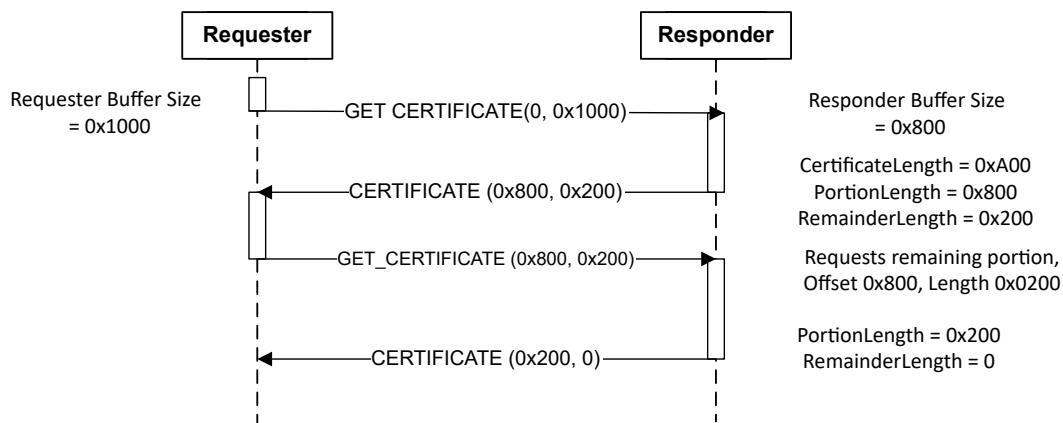 Requester
Responder
Requester Buffer Size
= 0x1000
GET CERTIFICATE(0, 0x1000)
Responder Buffer Size
= 0x800
CERTIFICATE (0x800, 0x200)
CertificateLength = 0xA00
PortionLength = 0x800
RemainderLength = 0x200
GET_CERTIFICATE (0x800, 0x200)
Requests remaining portion,
Offset 0x800, Length 0x0200
CERTIFICATE (0x200, 0)
PortionLength = 0x200
RemainderLength = 0